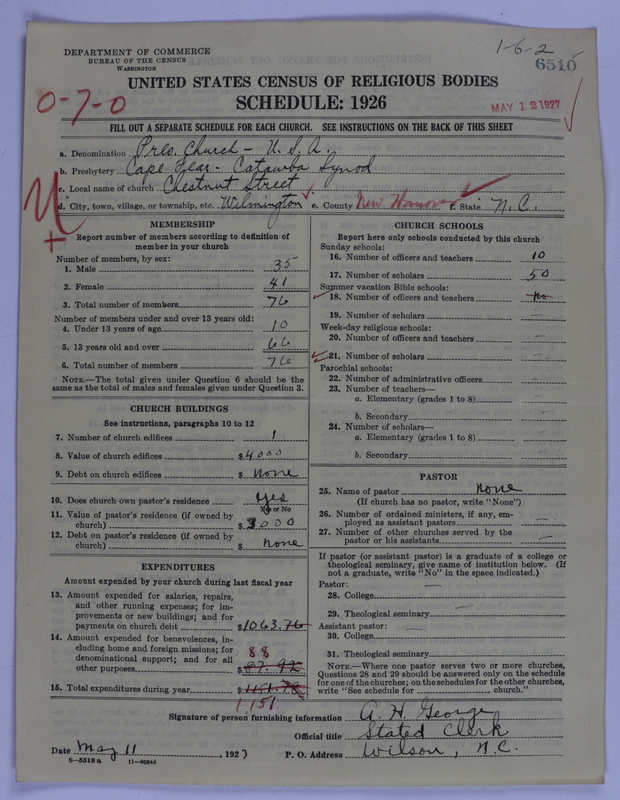 DEPARTMENT OF COMMERCE
BUREAU OF THE CENSUS
WASHINGTON
1-6-2
6510
UNITED STATES CENSUS OF RELIGIOUS BODIES
SCHEDULE: 1926
0-7-0
MAY 12 1927
FILL OUT A SEPARATE SCHEDULE FOR EACH CHURCH. SEE INSTRUCTIONS ON THE BACK OF THIS SHEET
a. Denomination Pres. Church - U.S.A.
b. Presbytery Cape Fear - Catawba Synod
c. Local name of church Chestnut Street
d. City, town, village, or township, etc. Wilmington e. County New Hanover f. State N.C.
MEMBERSHIP
Report number of members according to definition of member in your church
Number of members, by sex:
1. Male 35
2. Female 41
3. Total number of members 76
Number of members under and over 13 years old:
4. Under 13 years of age 10
5. 13 years old and over 66
6. Total number of members 76
NOTE.—The total given under Question 6 should be
same as the total of males and females given under Question 3.
CHURCH BUILDINGS
See instructions, paragraphs 10 to 12
7. Number of church edifices 1
8. Value of church edifices $4000
9. Debt on church edifices $ None
10. Does church own pastor's residence Yes
Yes or No
11. Value of pastor's residence (if owned by
church) $3000
12. Debt on pastor's residence (if owned by
church) $ None
EXPENDITURES
Amount expended by your church during last fiscal year
13. Amount expended for salaries, repairs,
and other running expenses; for im-
provements or new buildings; and for
payments on church debt $1063.76
14. Amount expended for benevolences, in-
cluding home and foreign missions; for
denominational support; and for all
other purposes $87.92
88
15. Total expenditures during year $1151.78
1,151.
CHURCH SCHOOLS
Report here only schools conducted by this church
Sunday schools:
16. Number of officers and teachers 10
17. Number of scholars 50
Summer vacation Bible schools:
18. Number of officers and teachers No
19. Number of scholars —
Week-day religious schools:
20. Number of officers and teachers —
21. Number of scholars —
Parochial schools:
22. Number of administrative officers —
23. Number of teachers—
a. Elementary (grades 1 to 8) —
b. Secondary —
24. Number of scholars—
a. Elementary (grades 1 to 8) —
b. Secondary —
PASTOR
25. Name of pastor None
(If church has no pastor, write "None")
26. Number of ordained ministers, if any, em-
ployed as assistant pastors —
27. Number of other churches served by the
pastor or his assistants —
If pastor (or assistant pastor) is a graduate of a college or
theological seminary, give name of institution below. (If
not a graduate, write "No" in the space indicated.)
Pastor:
28. College —
29. Theological seminary —
Assistant pastor: —
30. College
31. Theological seminary —
NOTE.—Where one pastor serves two or more churches,
Questions 28 and 29 should be answered only on the schedule
for one of the churches; on the schedules for the other churches,
write "See schedule for church."
Signature of person furnishing information A. H. George
Official title Stated Clerk
Date May 11, 1927 P. O. Address Wilson, N.C.
8-5518a 11-9594d